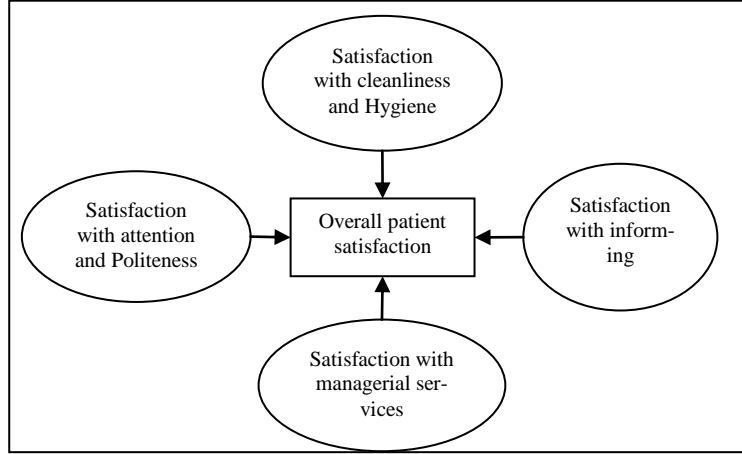 Satisfaction
with cleanliness
and Hygiene
Satisfaction
with attention
and Politeness
Overall patient
satisfaction
Satisfaction
with inform-
ing
Satisfaction with
managerial ser-
vices